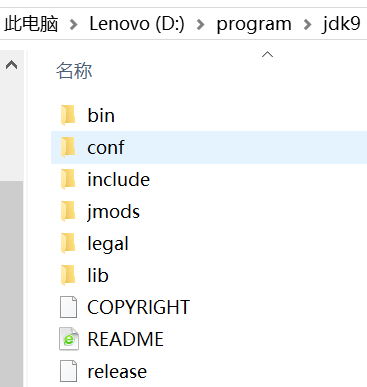 此电脑 > Lenovo (D:) > program > jdk9
名称
bin
conf
include
jmods
legal
lib
COPYRIGHT
README
release